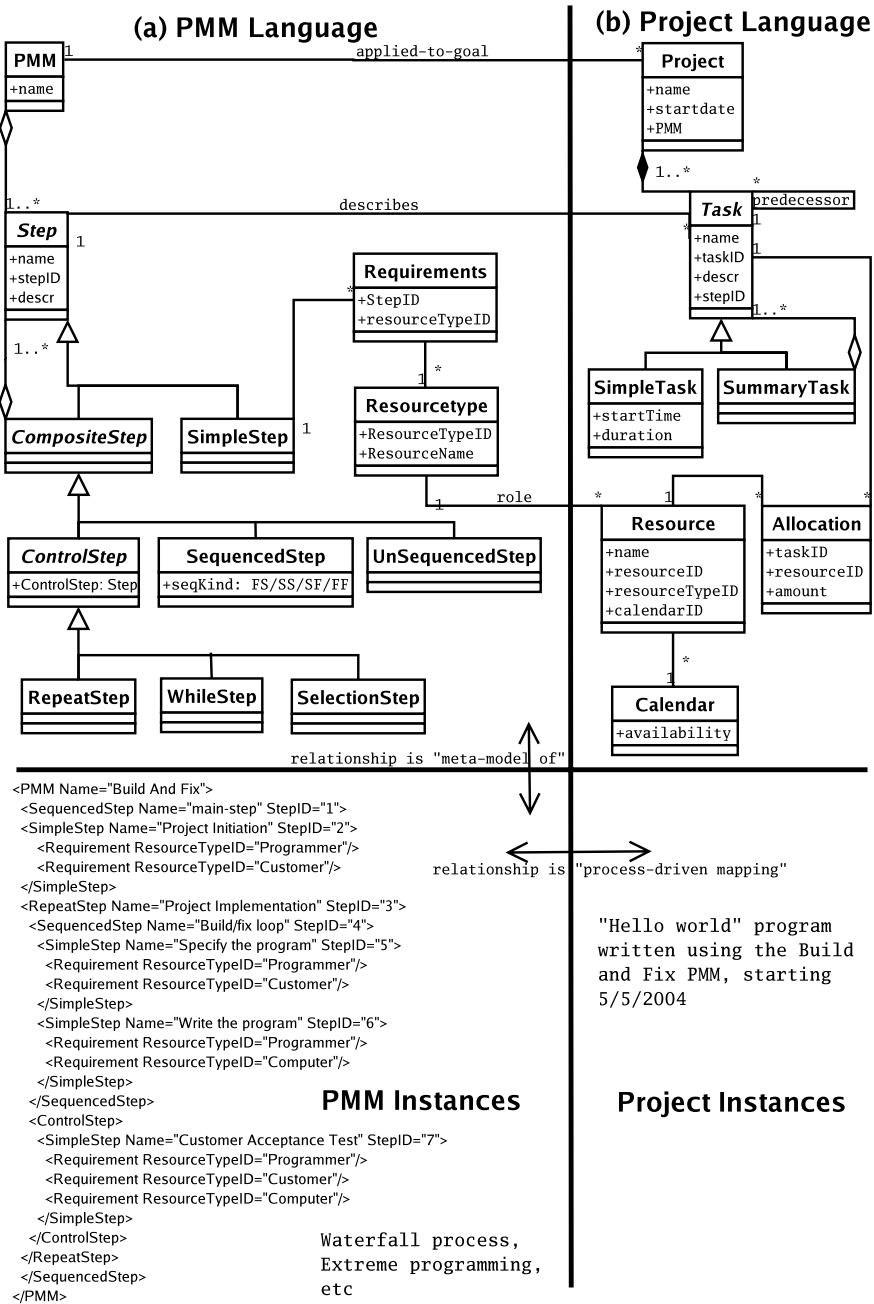 (a) PMM Language
(b) Project Language
PMM
+name
1
applied-to-goal
*
Project
+name
+startdate
+PMM
1..*
1..*
describes
Step
+name
+stepID
+descr
1
1..*
*
Task
+name
+taskID
+descr
+stepID
*
predecessor
1
1
1..*
Requirements
+StepID
+resourceTypeID
*
*
1
Resourcetype
+ResourceTypeID
+ResourceName
CompositeStep
SimpleStep
1
SimpleTask
+startTime
+duration
SummaryTask
1
role
*
1
*
*
ControlStep
+ControlStep: Step
SequencedStep
+seqKind: FS/SS/SF/FF
UnSequencedStep
Resource
+name
+resourceID
+resourceTypeID
+calendarID
Allocation
+taskID
+resourceID
+amount
RepeatStep
WhileStep
SelectionStep
*
1
Calendar
+availability
relationship is "meta-model of"
relationship is "process-driven mapping"
<PMM Name="Build And Fix">
<SequencedStep Name="main-step" StepID="1">
<SimpleStep Name="Project Initiation" StepID="2">
<Requirement ResourceTypeID="Programmer"/>
<Requirement ResourceTypeID="Customer"/>
</SimpleStep>
<RepeatStep Name="Project Implementation" StepID="3">
<SequencedStep Name="Build/fix loop" StepID="4">
<SimpleStep Name="Specify the program" StepID="5">
<Requirement ResourceTypeID="Programmer"/>
<Requirement ResourceTypeID="Customer"/>
</SimpleStep>
<SimpleStep Name="Write the program" StepID="6">
<Requirement ResourceTypeID="Programmer"/>
<Requirement ResourceTypeID="Computer"/>
</SimpleStep>
</SequencedStep>
<ControlStep>
<SimpleStep Name="Customer Acceptance Test" StepID="7">
<Requirement ResourceTypeID="Programmer"/>
<Requirement ResourceTypeID="Customer"/>
<Requirement ResourceTypeID="Computer"/>
</SimpleStep>
</ControlStep>
</RepeatStep>
</SequencedStep>
</PMM>
PMM Instances
Waterfall process,
Extreme programming,
etc
"Hello world" program
written using the Build
and Fix PMM, starting
5/5/2004
Project Instances